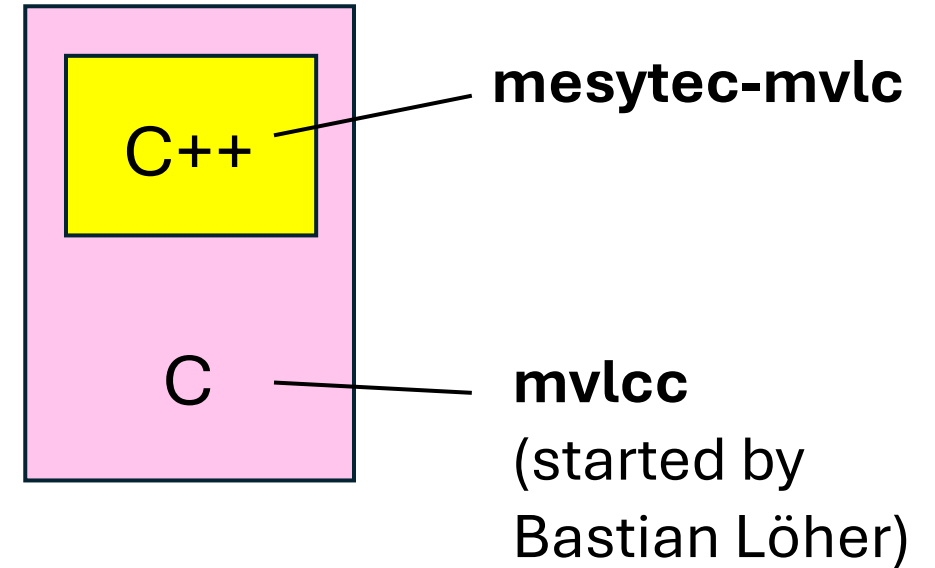 C++
mesytec-mvlc
C
mvlcc
(started by
Bastian Löher)